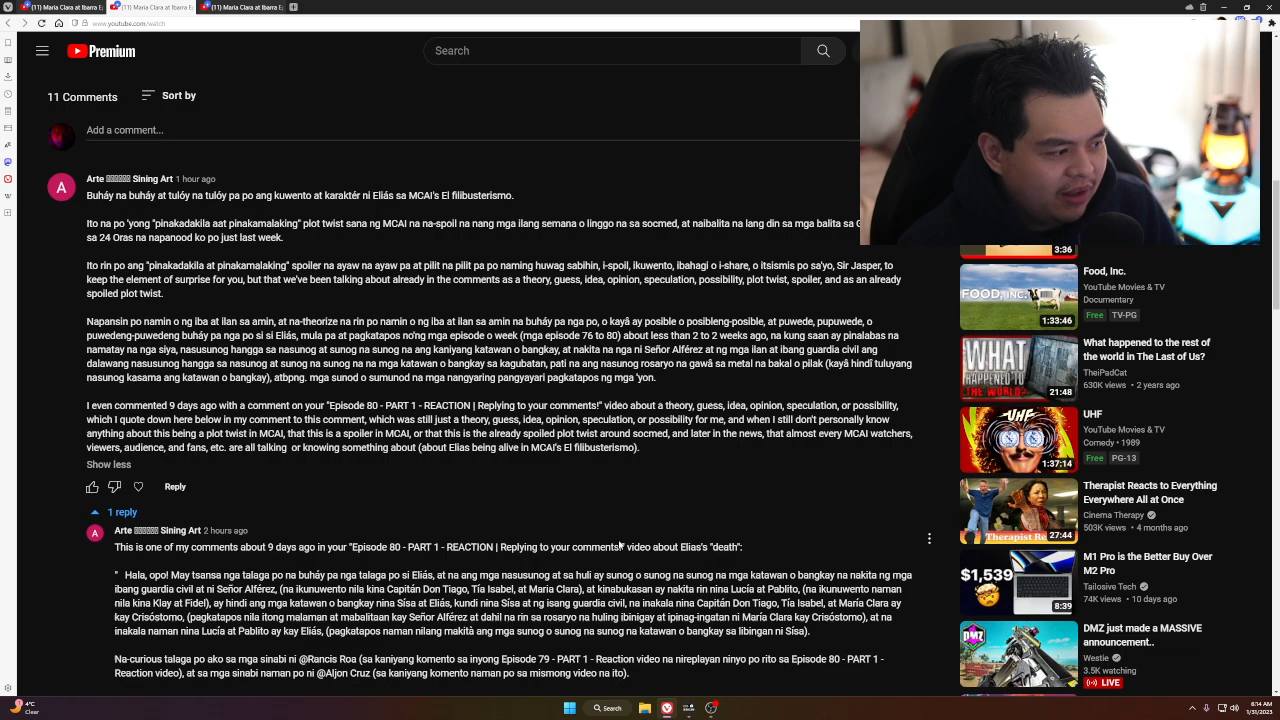 (11) Maria Clara at Ibarra E
(11) Maria Clara at Ibarra E
(11) Maria Clara at Ibarra E
www.youtube.com/watch
Premium
Search
11 Comments
Sort by
Add a comment...
A
Arte Sining Art 1 hour ago
Buháy na buháy at tulóy na tulóy pa po ang kuwento at karaktér ni Eliás sa MCAI's El filibusterismo.
Ito na po 'yong "pinakadakila aat pinakamalaking" plot twist sana ng MCAI na na-spoil na nang mga ilang semana o linggo na sa socmed, at naibalita na lang din sa mga balita sa G
sa 24 Oras na napanood ko po just last week.
Ito rin po ang "pinakadakila at pinakamalaking" spoiler na ayaw na ayaw pa at pilit na pilit pa po naming huwag sabihin, i-spoil, ikuwento, ibahagi o i-share, o itsismis po sa'yo, Sir Jasper, to
keep the element of surprise for you, but that we've been talking about already in the comments as a theory, guess, idea, opinion, speculation, possibility, plot twist, spoiler, and as an already
spoiled plot twist.
Napansin po namin o ng iba at ilan sa amin, at na-theorize na rin po namin o ng iba at ilan sa amin na buháy pa nga po, o kayâ ay posible o posibleng-posible, at puwede, pupuwede, o
puwedeng-puwedeng buháy pa nga po si si Eliás, mula pa at kahit pagkatapos no'ng mga episode o week (mga episode 76 to 80) about less than 2 to 2 weeks ago, na kung saan ay pinalabas na
namatay na nga siya, nasusunog hangga sa nasunog at sunog na sunog na ang kaniyang katawan o bangkay, at nakita na nga ni Señor Alférez at ng mga ilan at ibang guardia civil ang
dalawang nasusunog hangga sa nasunog at sunog na sunog na na mga katawan o bangkay sa kagubatan, pati na ang nasunog rosaryo na gawâ sa metal na bakal o pilak (kayâ hindi tuluyang
nasunog kasama ang katawan o bangkay), atbpng. mga sunod o sumunod na mga nangyaring pangyayari pagkatapos ng mga 'yon.
I even commented 9 days ago with a comment on your "Episode 80 - PART 1 - REACTION | Replying to your comments!" video about a theory, guess, idea, opinion, speculation, or possibility,
which I quote down here below in my comment to this comment, which was still just a theory, guess, idea, opinion, speculation, or possibility for me, and when I still don't personally know
anything about this being a plot twist in MCAI, that this is a spoiler in MCAI, or that this is the already spoiled plot twist around socmed, and later in the news, that almost every MCAI watchers,
viewers, audience, and fans, etc. are all talking or knowing something about (about Elias being alive in MCAI's El filibusterismo).
Show less
Reply
1 reply
A
Arte Sining Art 2 hours ago
This is one of my comments about 9 days ago in your "Episode 80 - PART 1 - REACTION | Replying to your comments!" video about Elias's "death":
" Hala, opo! May tsansa nga talaga po na buháy pa nga talaga po si Eliás, at na ang mga nasusunog at sa huli ay sunog o sunog na sunog na mga katawan o bangkay na nakita ng mga
ibang guardia civil at ni Señor Alférez, (na ikunuwento nila kina Capitán Don Tiago, Tía Isabel, at Maria Clara), at kinabukasan ay nakita rin nina Lucía at Pablito, (na ikunuwento naman
nila kina Klay at Fidel), ay hindi ang mga katawan o bangkay nina Sísa at Eliás, kundi nina Sísa at ng isang guardia civil, na inakala nina Capitán Don Tiago, Tía Isabel, at María Clara ay
kay Crisóstomo, (pagkatapos nila itong malaman at mabatsan kay Señor Alférez at dahil na rin sa rosaryo na huling ibinigay at ipinag-ingatan ni María Clara kay Crisóstomo), at na
inakala naman nina Lucía at Pablito ay kay Eliás, (pagkatapos naman nilang makità ang mga sunog o sunog na sunog na katawan o bangkay sa libingan ni Sísa).
Na-curious talaga po ako sa mga sinabi ni @Rancis Roa (sa kaniyang komento sa inyong Episode 79 - PART 1 - Reaction video na nireplayan ninyo po rito sa Episode 80 - PART 1 -
Reaction video), at sa mga sinabi naman po ni @Aljon Cruz (sa kaniyang komento naman po sa mismong video na ito).
3:36
FOOD, INC.
1:33:46
Food, Inc.
YouTube Movies & TV
Documentary
Free TV-PG
WHAT
HAPPENED TO
THE WORLD?
21:48
What happened to the rest of
the world in The Last of Us?
TheiPadCat
630K views • 2 years ago
UHF
1:37:14
UHF
YouTube Movies & TV
Comedy • 1989
Free PG-13
Therapist Re
27:44
Therapist Reacts to Everything
Everywhere All at Once
Cinema Therapy
503K views • 4 months ago
$1,539
8:39
M1 Pro is the Better Buy Over
M2 Pro
Tailosive Tech
74K views • 10 days ago
DMZ
DMZ just made a MASSIVE
announcement..
Westie
3.5K watching
LIVE
4°C
Clear
Search
6:14 AM
1/31/2023